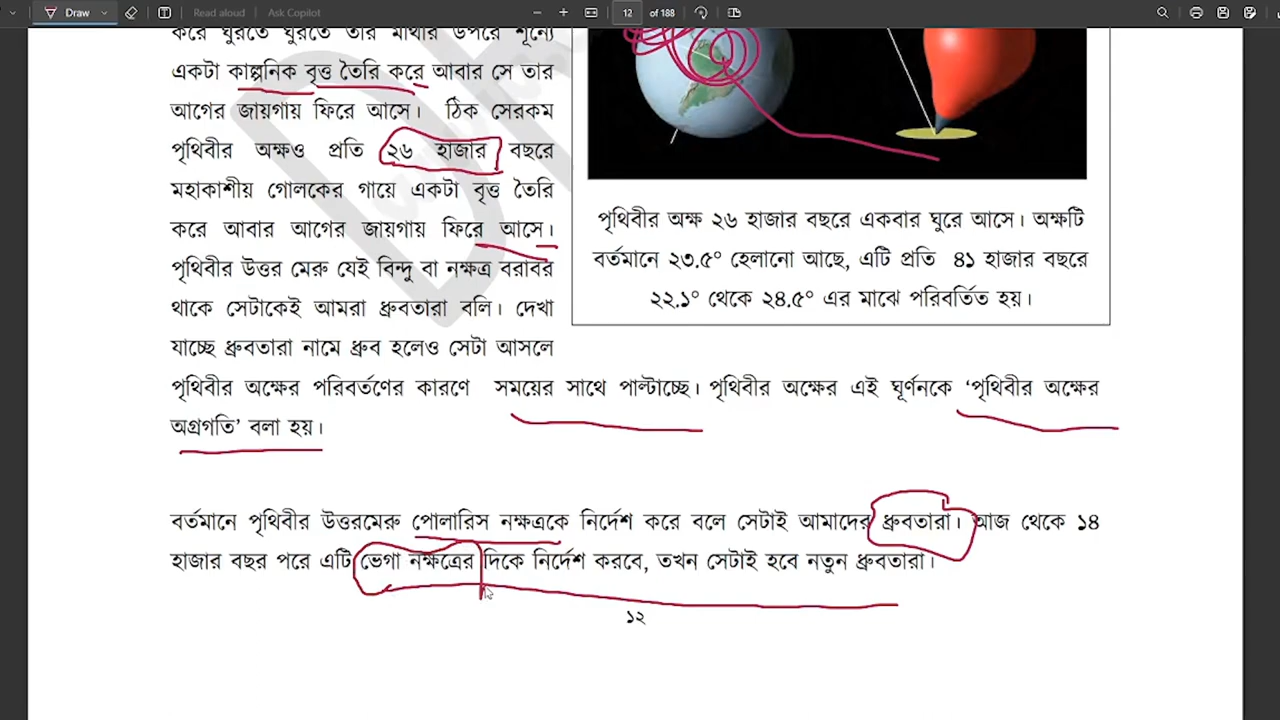 Draw
Read aloud
Ask Copilot
12 of 188
করে ঘুরতে ঘুরতে তার মাথার উপরে শূন্যে
একটা কাল্পনিক বৃত্ত তৈরি করে আবার সে তার
আগের জায়গায় ফিরে আসে। ঠিক সেরকম
পৃথিবীর অক্ষও প্রতি ২৬ হাজার বছরে
মহাকাশীয় গোলকের গায়ে একটা বৃত্ত তৈরি
করে আবার আগের জায়গায় ফিরে আসে।
পৃথিবীর উত্তর মেরু যেই বিন্দু বা নক্ষত্র বরাবর
থাকে সেটাকেই আমরা ধ্রুবতারা বলি। দেখা
যাচ্ছে ধ্রুবতারা নামে ধ্রুব হলেও সেটা আসলে
পৃথিবীর অক্ষের পরিবর্তণের কারণে সময়ের সাথে পাল্টাচ্ছে। পৃথিবীর অক্ষের এই ঘূর্ণনকে ‘পৃথিবীর অক্ষের
অগ্রগতি’ বলা হয়।
পৃথিবীর অক্ষ ২৬ হাজার বছরে একবার ঘুরে আসে। অক্ষটি
বর্তমানে ২৩.৫° হেলানো আছে, এটি প্রতি ৪১ হাজার বছরে
২২.১° থেকে ২৪.৫° এর মাঝে পরিবর্তিত হয়।
বর্তমানে পৃথিবীর উত্তরমেরু পোলারিস নক্ষত্রকে নির্দেশ করে বলে সেটাই আমাদের ধ্রুবতারা। আজ থেকে ১৪
হাজার বছর পরে এটি ভেগা নক্ষত্রের দিকে নির্দেশ করবে, তখন সেটাই হবে নতুন ধ্রুবতারা।
১২